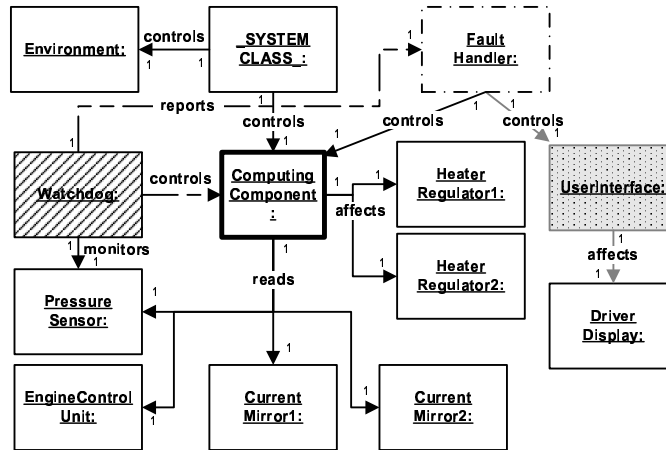 Environment:
controls
1
1
_SYSTEM
CLASS_:
1
Fault
Handler:
1
1
1
reports
controls
controls
controls
1
1
1
1
Watchdog:
controls
1
1
Computing
Component
:
1
affects
1
Heater
Regulator1:
UserInterface:
1
monitors
1
1
reads
1
Heater
Regulator2:
1
affects
1
Pressure
Sensor:
1
Driver
Display:
EngineControl
Unit:
1
1
Current
Mirror1:
1
Current
Mirror2: